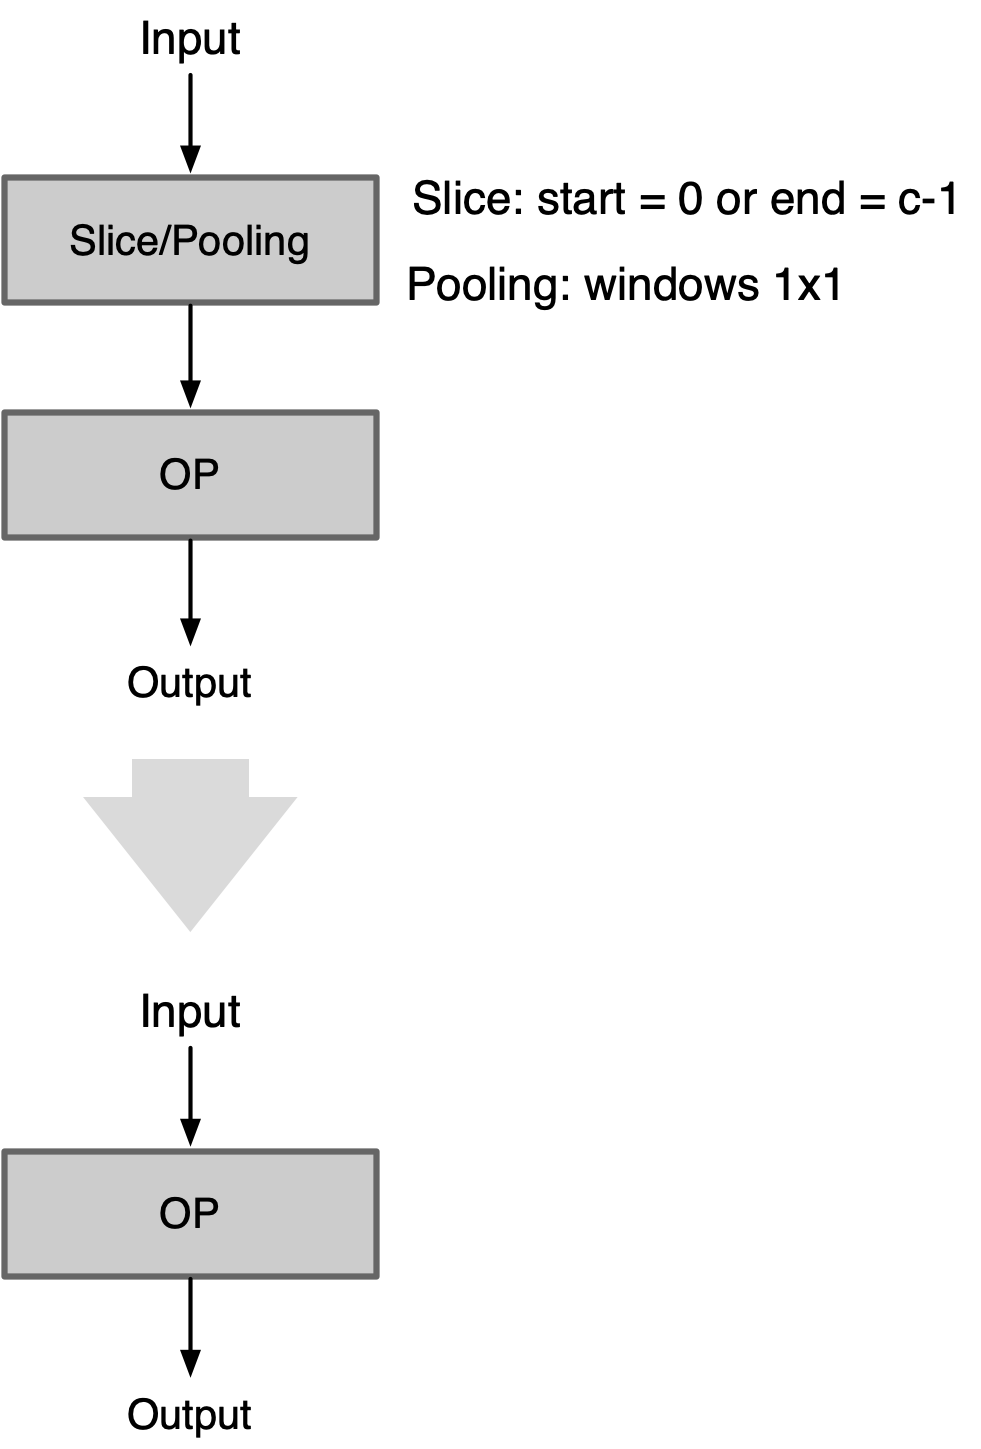 Input
Slice/Pooling
Slice: start = 0 or end = c-1
Pooling: windows 1x1
OP
Output
Input
OP
Output